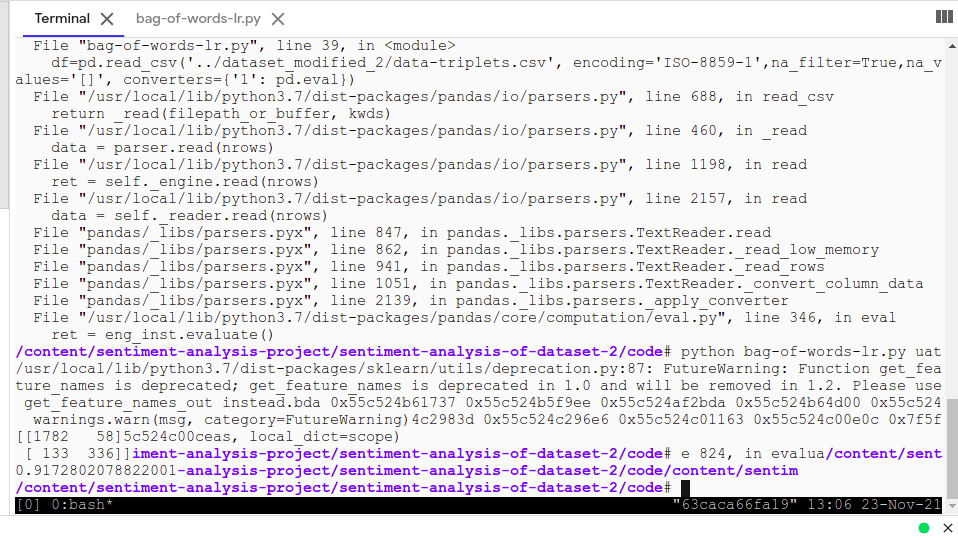 Terminal
bag-of-words-lr.py
File "bag-of-words-lr.py", line 39, in <module>
df=pd.read_csv('../dataset_modified_2/data-triplets.csv', encoding='ISO-8859-1',na_filter=True,na_v
alues='[]', converters={'1': pd.eval})
File "/usr/local/lib/python3.7/dist-packages/pandas/io/parsers.py", line 688, in read_csv
return _read(filepath_or_buffer, kwds)
File "/usr/local/lib/python3.7/dist-packages/pandas/io/parsers.py", line 460, in _read
data = parser.read(nrows)
File "/usr/local/lib/python3.7/dist-packages/pandas/io/parsers.py", line 1198, in read
ret = self._engine.read(nrows)
File "/usr/local/lib/python3.7/dist-packages/pandas/io/parsers.py", line 2157, in read
data = self._reader.read(nrows)
File "pandas/_libs/parsers.pyx", line 847, in pandas._libs.parsers.TextReader.read
File "pandas/_libs/parsers.pyx", line 862, in pandas._libs.parsers.TextReader._read_low_memory
File "pandas/_libs/parsers.pyx", line 941, in pandas._libs.parsers.TextReader._read_rows
File "pandas/_libs/parsers.pyx", line 1051, in pandas._libs.parsers.TextReader._convert_column_data
File "pandas/_libs/parsers.pyx", line 2139, in pandas._libs.parsers._apply_converter
File "/usr/local/lib/python3.7/dist-packages/pandas/core/computation/eval.py", line 346, in eval
ret = eng_inst.evaluate()
/content/sentiment-analysis-project/sentiment-analysis-of-dataset-2/code# python bag-of-words-lr.py uat
/usr/local/lib/python3.7/dist-packages/sklearn/utils/deprecation.py:87: FutureWarning: Function get_fea
ture_names is deprecated; get_feature_names is deprecated in 1.0 and will be removed in 1.2. Please use
get_feature_names_out instead.bda 0x55c524b61737 0x55c524b5f9ee 0x55c524af2bda 0x55c524b64d00 0x55c524
warnings.warn(msg, category=FutureWarning)4c2983d 0x55c524c296e6 0x55c524c01163 0x55c524c00e0c 0x7f5f
[[1782   58]5c524c00ceas, local_dict=scope)
[ 133  336]]iment-analysis-project/sentiment-analysis-of-dataset-2/code# e 824, in evalua/content/sent
0.9172802078822001-analysis-project/sentiment-analysis-of-dataset-2/code/content/sentim
/content/sentiment-analysis-project/sentiment-analysis-of-dataset-2/code#
[0] 0:bash* "63caca66fa19" 13:06 23-Nov-21